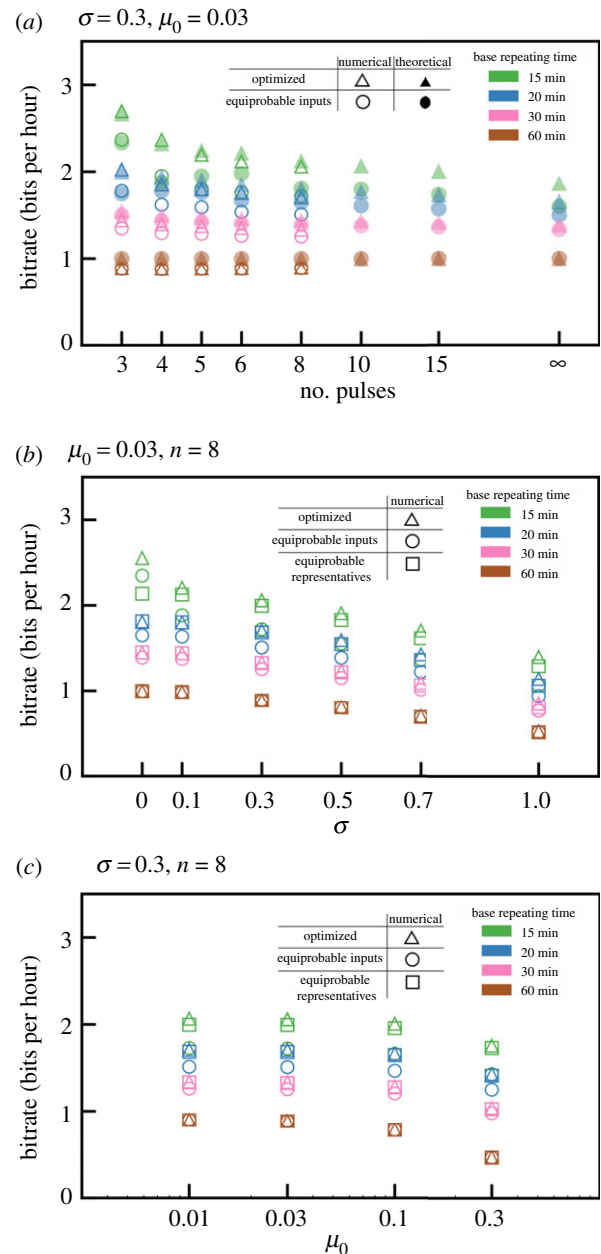 (a) σ = 0.3, μ0 = 0.03
numerical theoretical
optimized
equiprobable inputs
base repeating time
15 min
20 min
30 min
60 min
bitrate (bits per hour)
3
2
1
0
3 4 5 6 8 10 15 ∞
no. pulses
(b) μ0 = 0.03, n = 8
numerical
optimized
equiprobable inputs
equiprobable
representatives
base repeating time
15 min
20 min
30 min
60 min
bitrate (bits per hour)
3
2
1
0
0 0.1 0.3 0.5 0.7 1.0
σ
(c) σ = 0.3, n = 8
numerical
optimized
equiprobable inputs
equiprobable
representatives
base repeating time
15 min
20 min
30 min
60 min
bitrate (bits per hour)
3
2
1
0
0.01 0.03 0.1 0.3
μ0